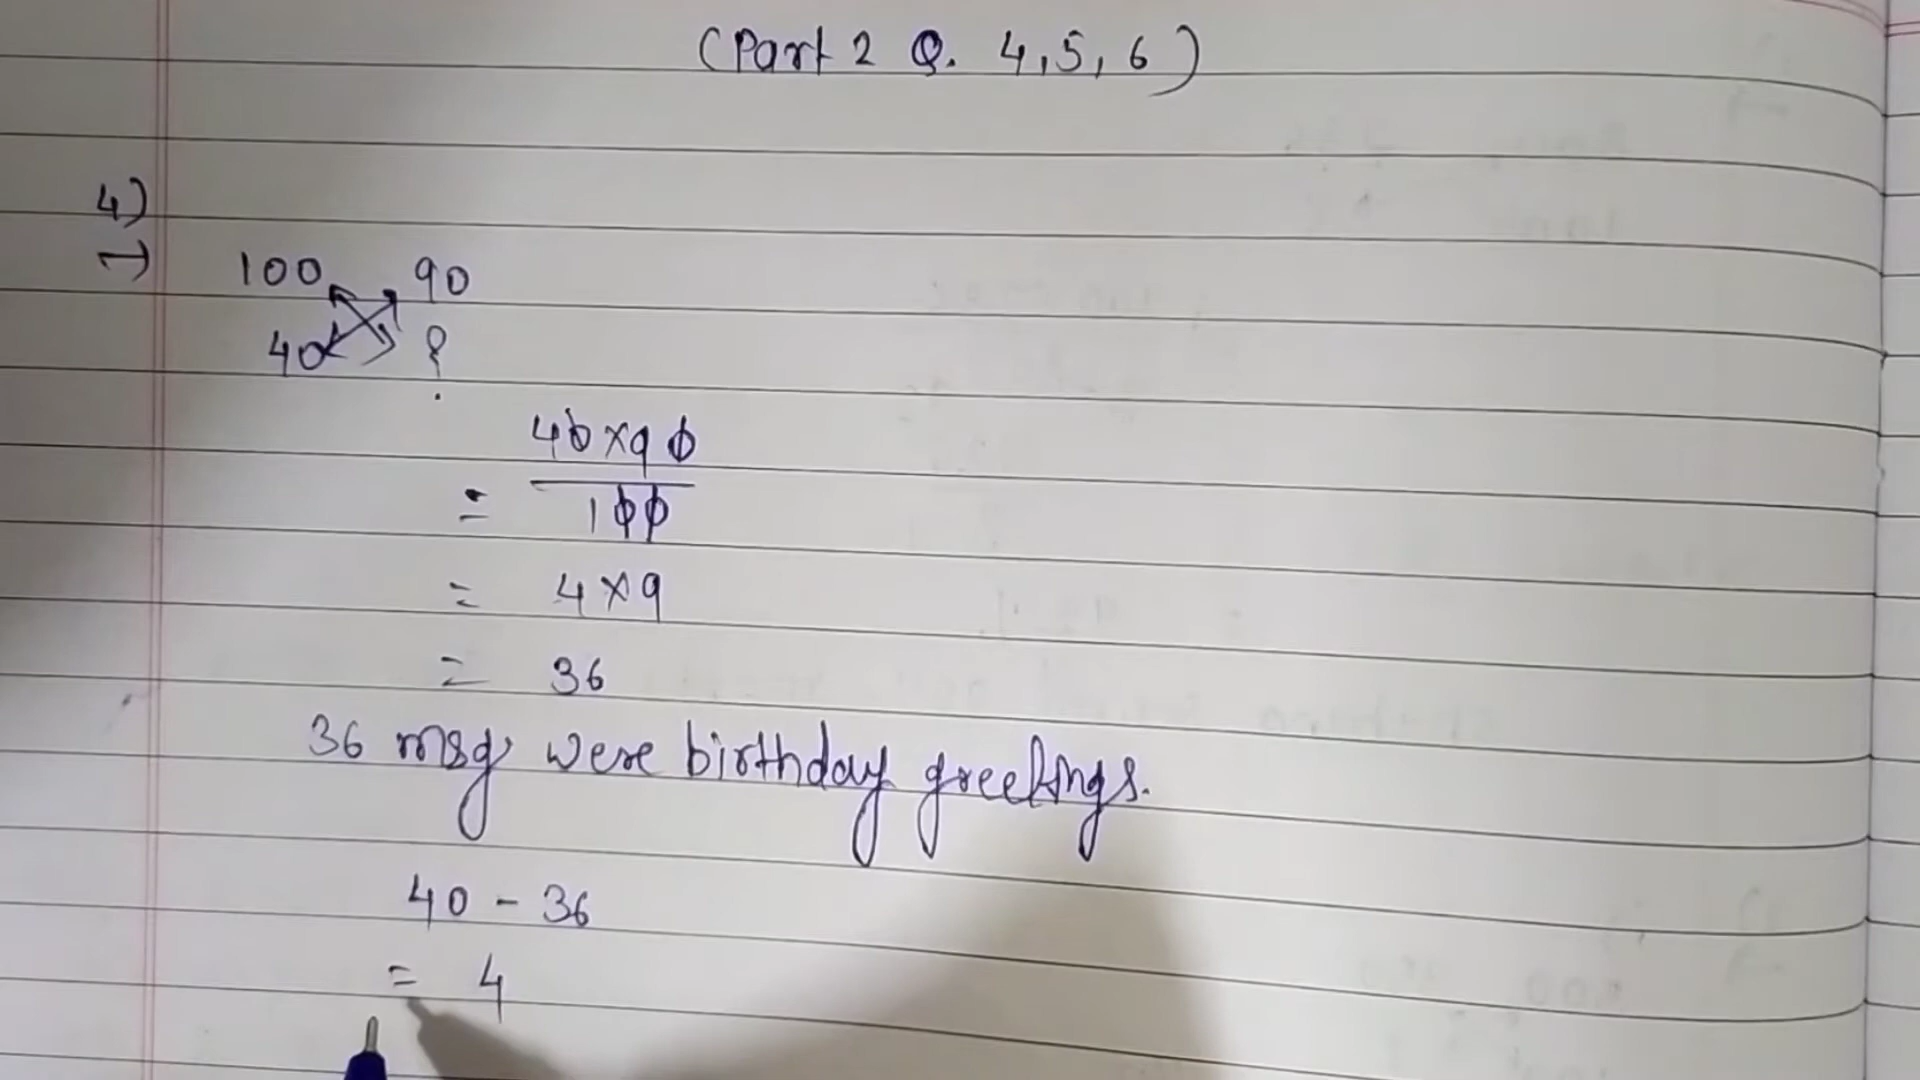 (Part 2 Q. 4,5,6)
4)
→ 100 90
40 ?
= 40×90
100
= 4×9
= 36
36 msg were birthday greetings.
40 - 36
= 4